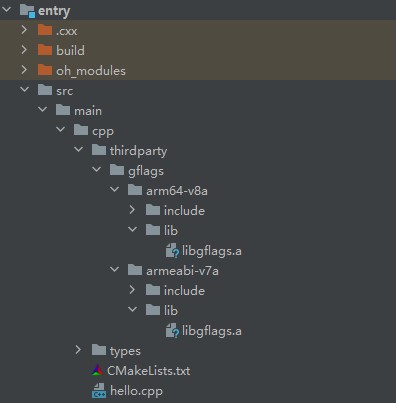 entry
.cxx
build
oh_modules
src
main
cpp
thirdparty
gflags
arm64-v8a
include
lib
libgflags.a
armeabi-v7a
include
lib
libgflags.a
types
CMakeLists.txt
hello.cpp